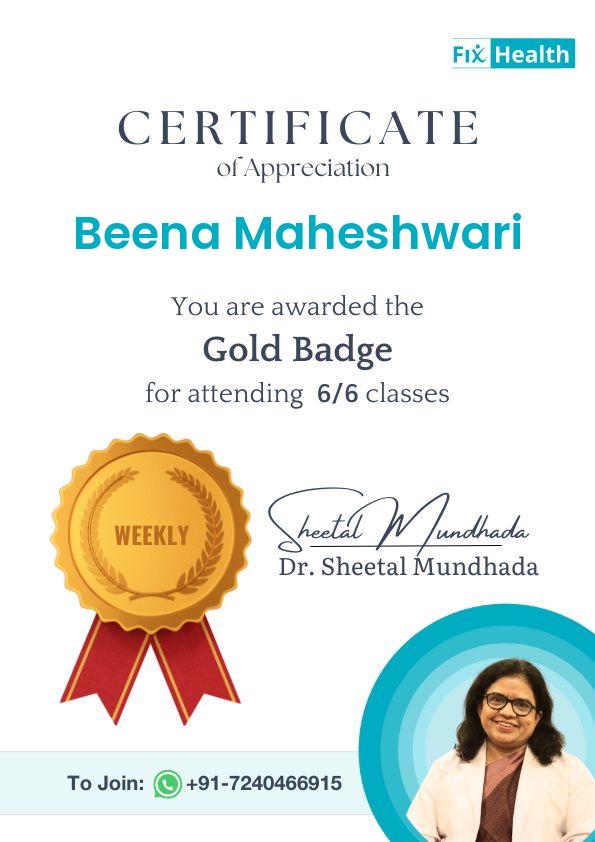 Fix Health
CERTIFICATE
of Appreciation
Beena Maheshwari
You are awarded the
Gold Badge
for attending 6/6 classes
WEEKLY
Sheetal Mundhada
Dr. Sheetal Mundhada
To Join: +91-7240466915